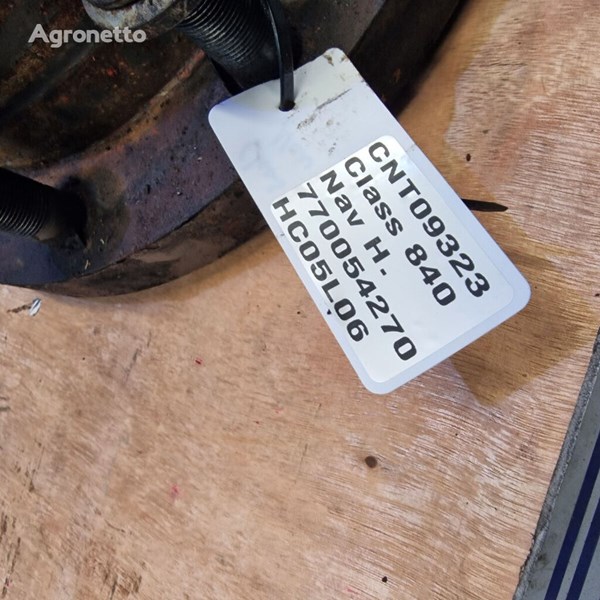 Agronetto
CNT09323
Class 840
Nav H.
770054270
HC05L06